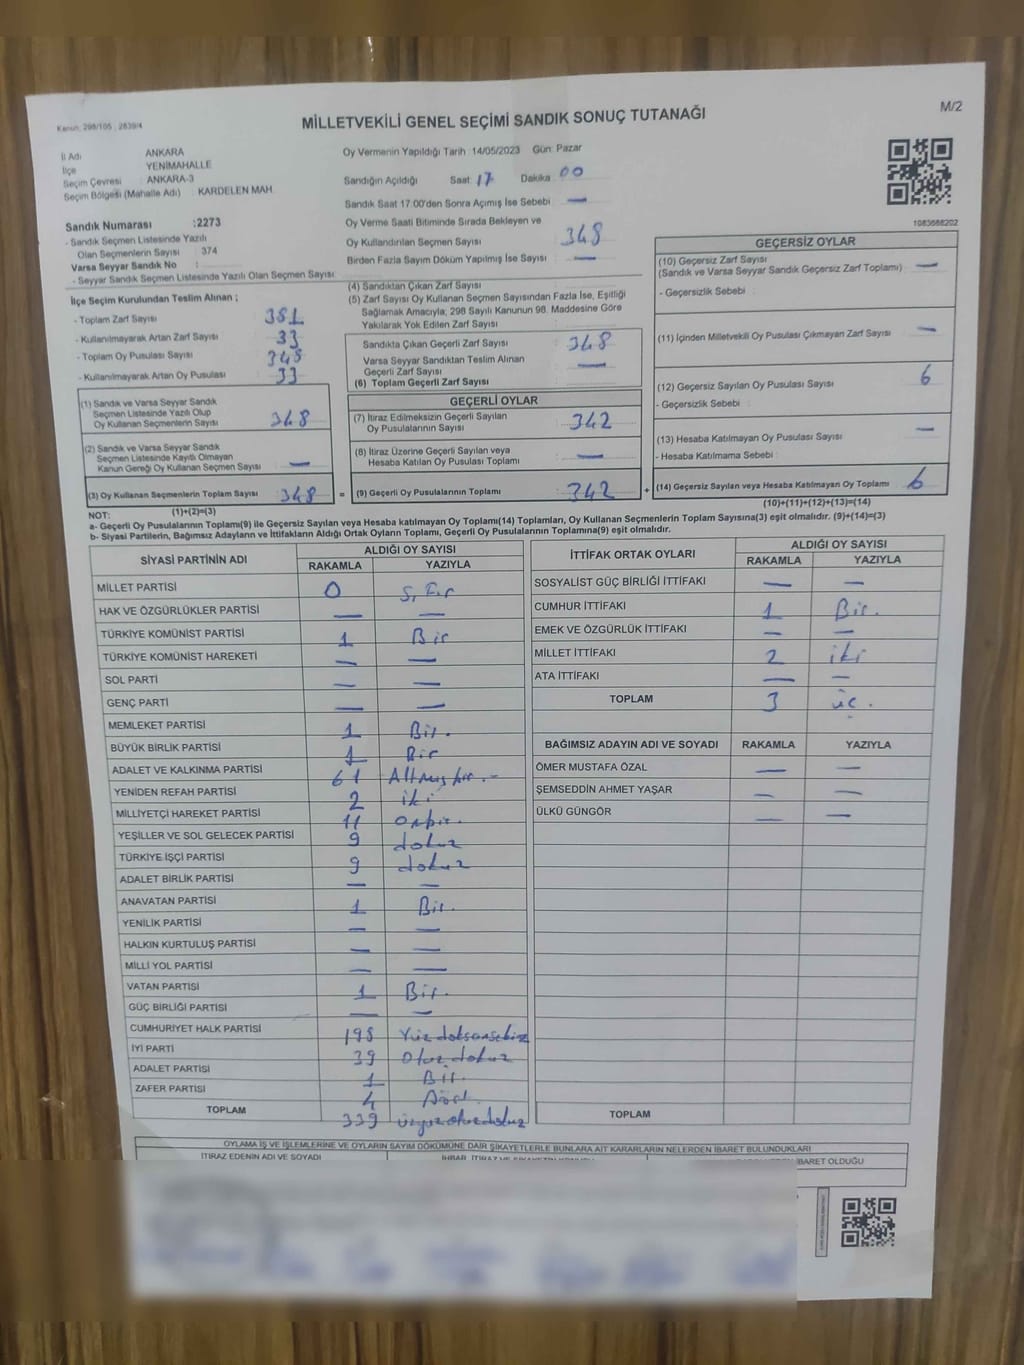 M/2
Kanun: 298/105 , 2839/4
MİLLETVEKİLİ GENEL SEÇİMİ SANDIK SONUÇ TUTANAĞI
İl Adı ANKARA
İlçe YENİMAHALLE
Seçim Çevresi : ANKARA-3
Seçim Bölgesi (Mahalle Adı) : KARDELEN MAH.
Sandık Numarası :2273
- Sandık Seçmen Listesinde Yazılı
Olan Seçmenlerin Sayısı : 374
Varsa Seyyar Sandık No :
- Seyyar Sandık Seçmen Listesinde Yazılı Olan Seçmen Sayısı :
Oy Vermenin Yapıldığı Tarih :14/05/2023 Gün: Pazar
Sandığın Açıldığı Saat: 17 Dakika: 00
Sandık Saat 17.00'den Sonra Açımış İse Sebebi : —
Oy Verme Saati Bitiminde Sırada Bekleyen ve
Oy Kullandırılan Seçmen Sayısı 348
Birden Fazla Sayım Döküm Yapılmış İse Sayısı : —
1083688202
İlçe Seçim Kurulundan Teslim Alınan ;
- Toplam Zarf Sayısı : 381
- Kullanılmayarak Artan Zarf Sayısı : 33
- Toplam Oy Pusulası Sayısı : 348
- Kullanılmayarak Artan Oy Pusulası : 33
(4) Sandıktan Çıkan Zarf Sayısı :
(5) Zarf Sayısı Oy Kullanan Seçmen Sayısından Fazla İse, Eşitliği
Sağlamak Amacıyla; 298 Sayılı Kanunun 98. Maddesine Göre
Yakılarak Yok Edilen Zarf Sayısı :
Sandıkta Çıkan Geçerli Zarf Sayısı : 348
Varsa Seyyar Sandıktan Teslim Alınan
Geçerli Zarf Sayısı : —
(6) Toplam Geçerli Zarf Sayısı :
GEÇERSİZ OYLAR
(10) Geçersiz Zarf Sayısı
(Sandık ve Varsa Seyyar Sandık Geçersiz Zarf Toplamı) : —
- Geçersizlik Sebebi :
(11) İçinden Milletvekili Oy Pusulası Çıkmayan Zarf Sayısı : —
(12) Geçersiz Sayılan Oy Pusulası Sayısı : 6
- Geçersizlik Sebebi :
(13) Hesaba Katılmayan Oy Pusulası Sayısı : —
- Hesaba Katılmama Sebebi :
(14) Geçersiz Sayılan veya Hesaba Katılmayan Oy Toplamı : 6
(10)+(11)+(12)+(13)=(14)
(1) Sandık ve Varsa Seyyar Sandık
Seçmen Listesinde Yazılı Olup
Oy Kullanan Seçmenlerin Sayısı : 348
(2) Sandık ve Varsa Seyyar Sandık
Seçmen Listesinde Kayıtlı Olmayan
Kanun Gereği Oy Kullanan Seçmen Sayısı : —
(3) Oy Kullanan Seçmenlerin Toplam Sayısı : 348 =
(1)+(2)=(3)
GEÇERLİ OYLAR
(7) İtiraz Edilmeksizin Geçerli Sayılan
Oy Pusulalarının Sayısı : 342
(8) İtiraz Üzerine Geçerli Sayılan veya
Hesaba Katılan Oy Pusulası Toplamı : —
(9) Geçerli Oy Pusulalarının Toplamı : 342 +
NOT:
a- Geçerli Oy Pusulalarının Toplamı(9) ile Geçersiz Sayılan veya Hesaba katılmayan Oy Toplamı(14) Toplamları, Oy Kullanan Seçmenlerin Toplam Sayısına(3) eşit olmalıdır. (9)+(14)=(3)
b- Siyasi Partilerin, Bağımsız Adayların ve İttifakların Aldığı Ortak Oyların Toplamı, Geçerli Oy Pusulalarının Toplamına(9) eşit olmalıdır.
SİYASİ PARTİNİN ADI ALDIĞI OY SAYISI
RAKAMLA YAZIYLA
MİLLET PARTİSİ 0 Sıfır
HAK VE ÖZGÜRLÜKLER PARTİSİ — —
TÜRKİYE KOMÜNİST PARTİSİ 1 Bir
TÜRKİYE KOMÜNİST HAREKETİ — —
SOL PARTİ — —
GENÇ PARTİ — —
MEMLEKET PARTİSİ 1 Bir.
BÜYÜK BİRLİK PARTİSİ 1 Bir
ADALET VE KALKINMA PARTİSİ 61 Altmış bir.-
YENİDEN REFAH PARTİSİ 2 iki
MİLLİYETÇİ HAREKET PARTİSİ 11 Onbir.
YEŞİLLER VE SOL GELECEK PARTİSİ 9 dokuz
TÜRKİYE İŞÇİ PARTİSİ 9 dokuz
ADALET BİRLİK PARTİSİ — —
ANAVATAN PARTİSİ 1 Bir.
YENİLİK PARTİSİ — —
HALKIN KURTULUŞ PARTİSİ — —
MİLLİ YOL PARTİSİ — —
VATAN PARTİSİ 1 Bir.
GÜÇ BİRLİĞİ PARTİSİ — —
CUMHURİYET HALK PARTİSİ 198 Yüz doksansekiz
İYİ PARTİ 39 Otuz dokuz
ADALET PARTİSİ 1 Bir.
ZAFER PARTİSİ 4 Dört
TOPLAM 339 üçyüzotuzdokuz
İTTİFAK ORTAK OYLARI ALDIĞI OY SAYISI
RAKAMLA YAZIYLA
SOSYALİST GÜÇ BİRLİĞİ İTTİFAKI — —
CUMHUR İTTİFAKI 1 Bir.
EMEK VE ÖZGÜRLÜK İTTİFAKI — —
MİLLET İTTİFAKI 2 iki
ATA İTTİFAKI — —
TOPLAM 3 üç.
BAĞIMSIZ ADAYIN ADI VE SOYADI RAKAMLA YAZIYLA
ÖMER MUSTAFA ÖZAL — —
ŞEMSEDDİN AHMET YAŞAR — —
ÜLKÜ GÜNGÖR — —
TOPLAM
OYLAMA İŞ VE İŞLEMLERİNE VE OYLARIN SAYIM DÖKÜMÜNE DAİR ŞİKAYETLERLE BUNLARA AİT KARARLARIN NELERDEN İBARET BULUNDUKLARI
İTİRAZ EDENİN ADI VE SOYADI İHBAR, İTİRAZ VE BARET OLDUĞU